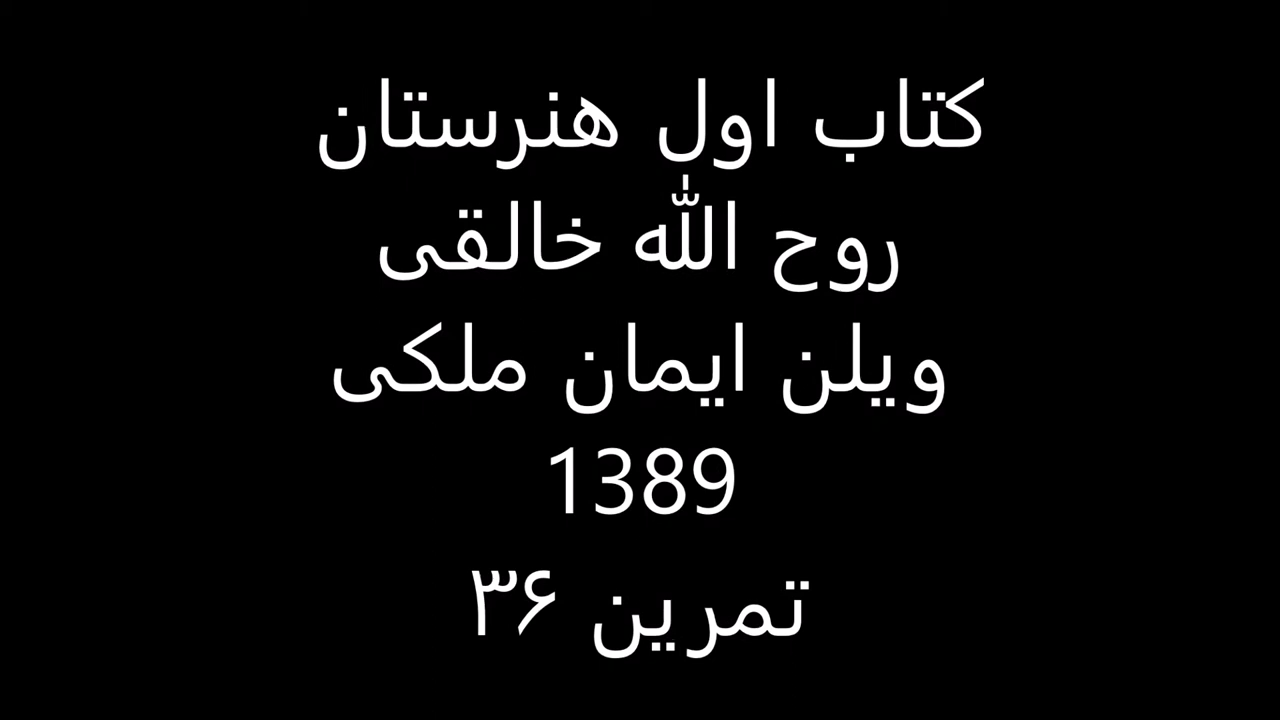 کتاب اول هنرستان
روح الله خالقی
ویلن ایمان ملکی
1389
تمرین ۳۶